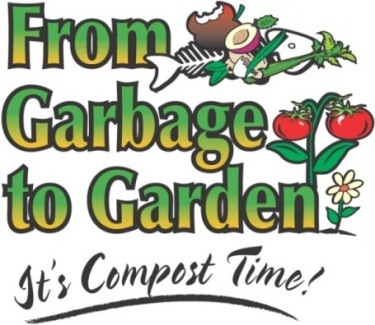 From
Garbage
to Garden
It's Compost Time!